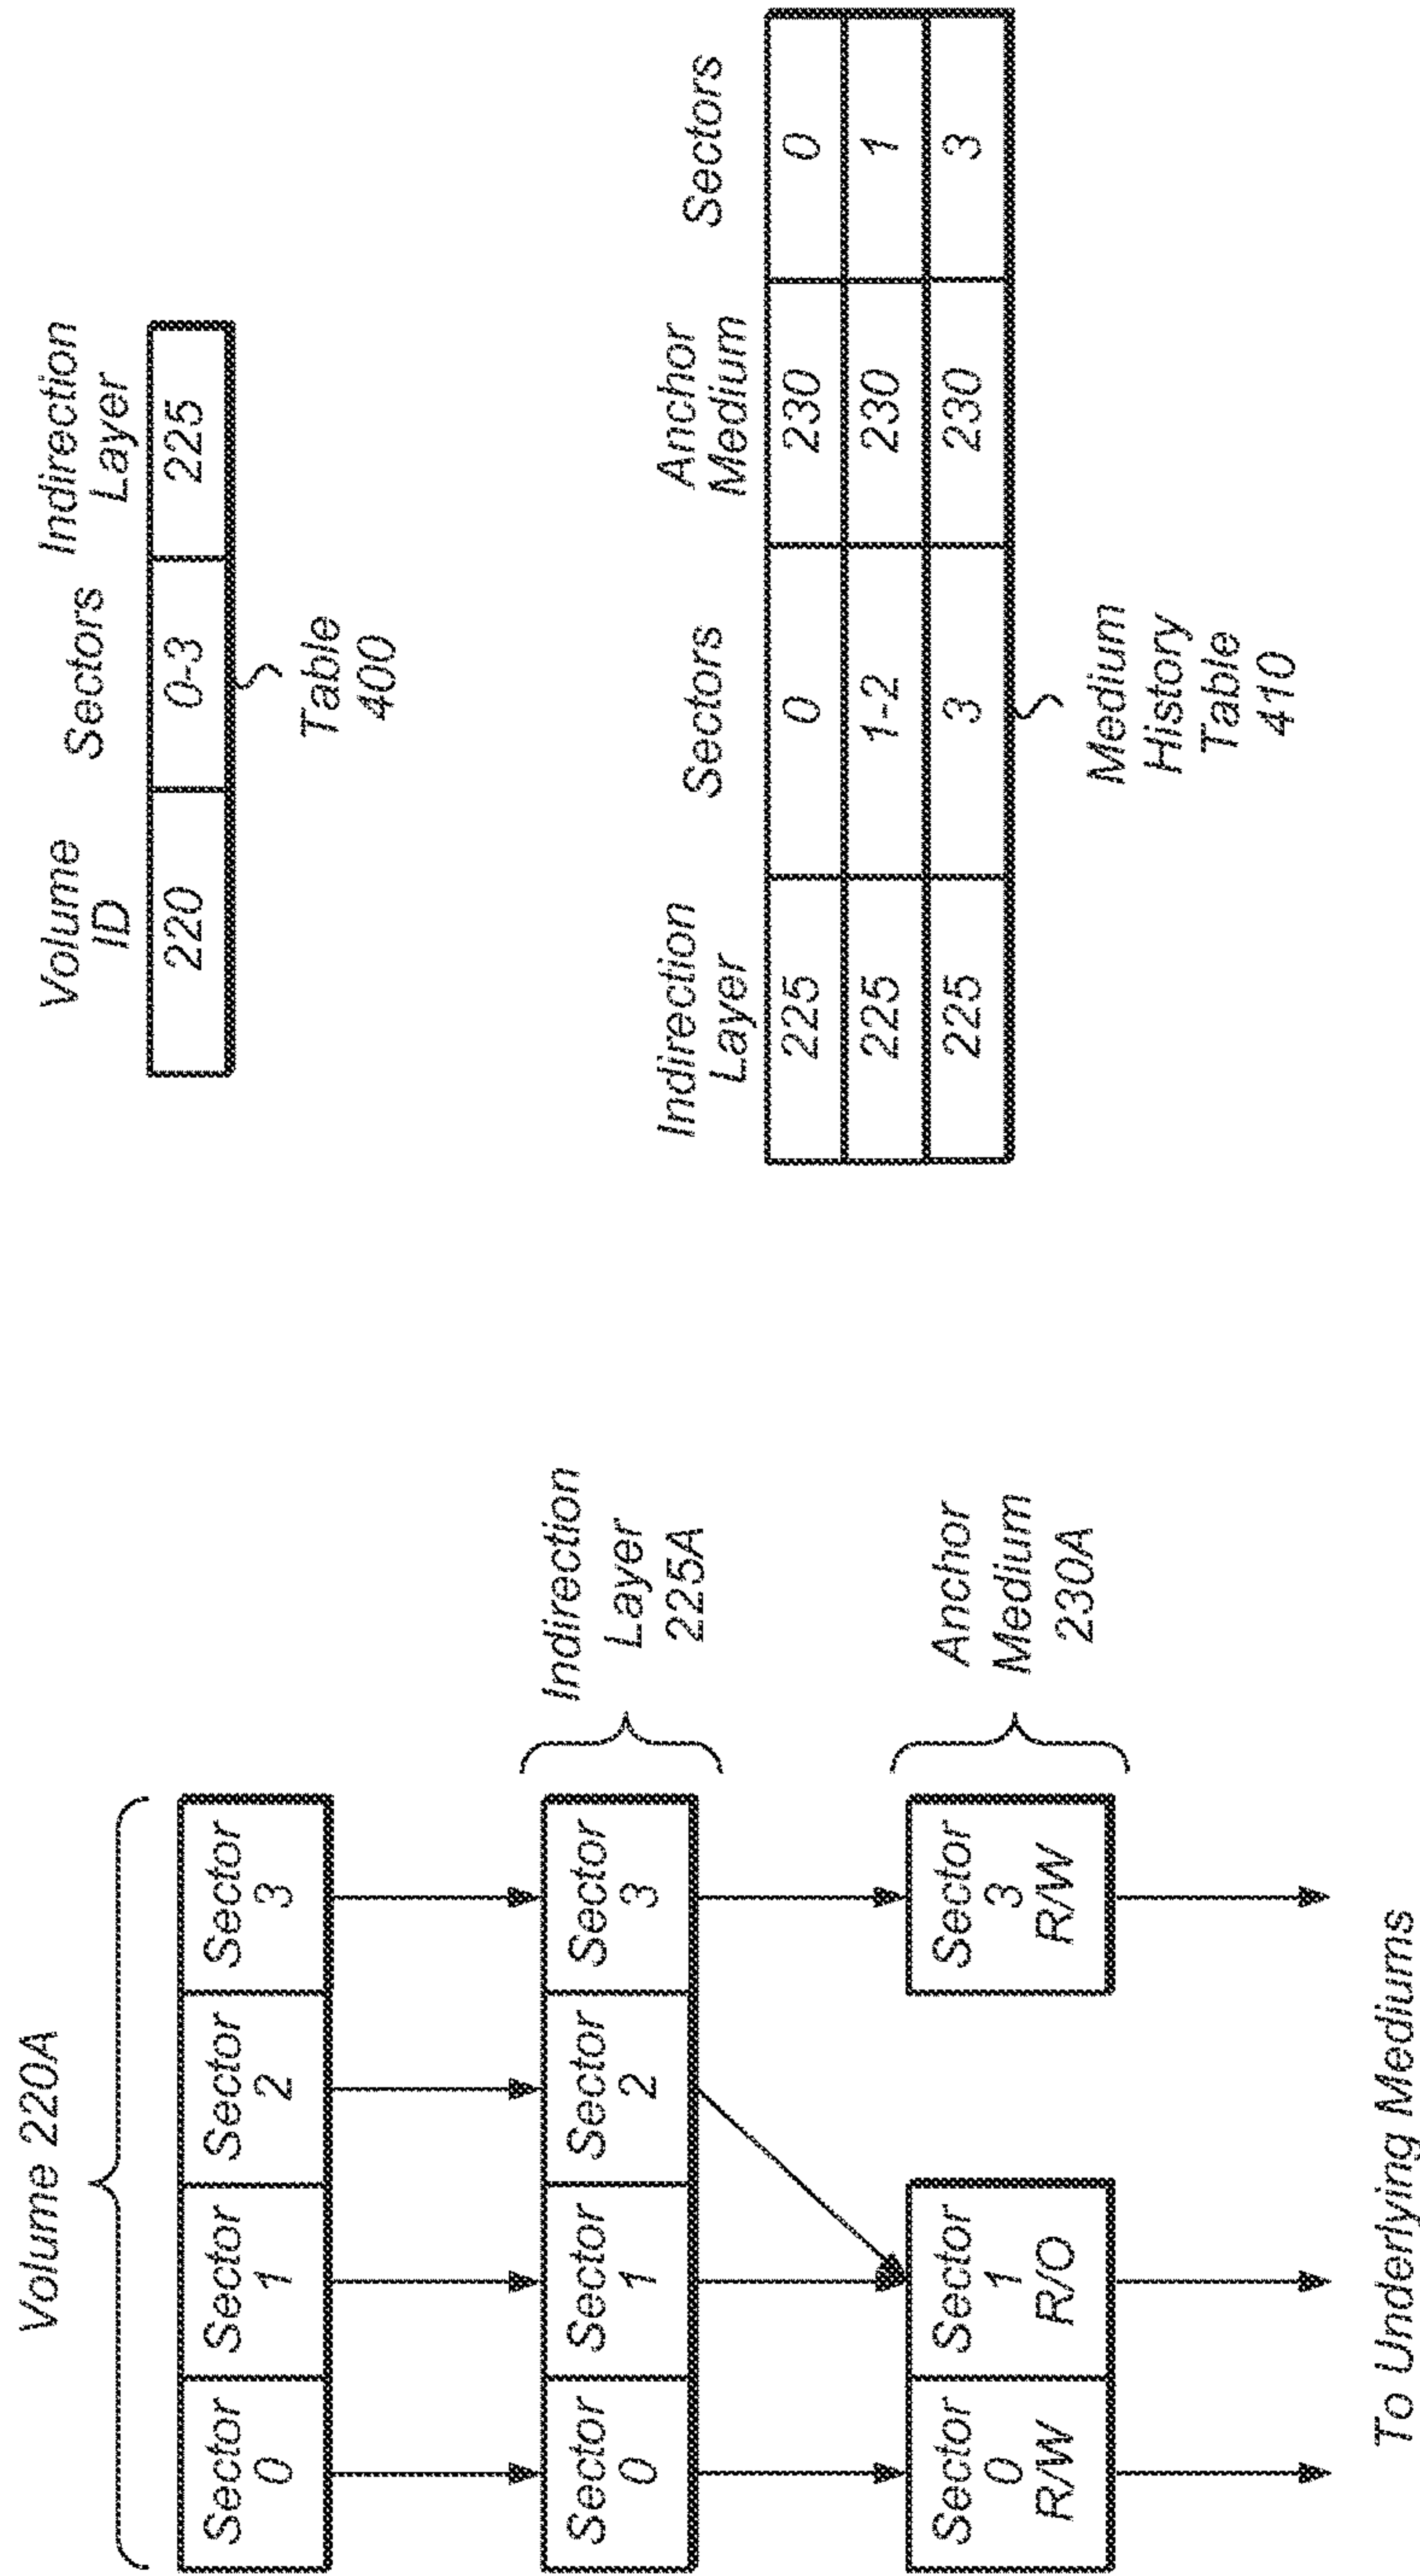 Volume 220A
Sector 0
Sector 1
Sector 2
Sector 3
Sector 0
Sector 1
Sector 2
Sector 3
Indirection
Layer
225A
Sector 0 R/W
Sector 1 R/O
Sector 3 R/W
Anchor
Medium
230A
To Underlying Mediums
Volume ID
Sectors
Indirection Layer
220
0-3
225
Table
400
Indirection Layer
Sectors
Anchor Medium
Sectors
225
0
230
0
225
1-2
230
1
225
3
230
3
Medium
History
Table
410